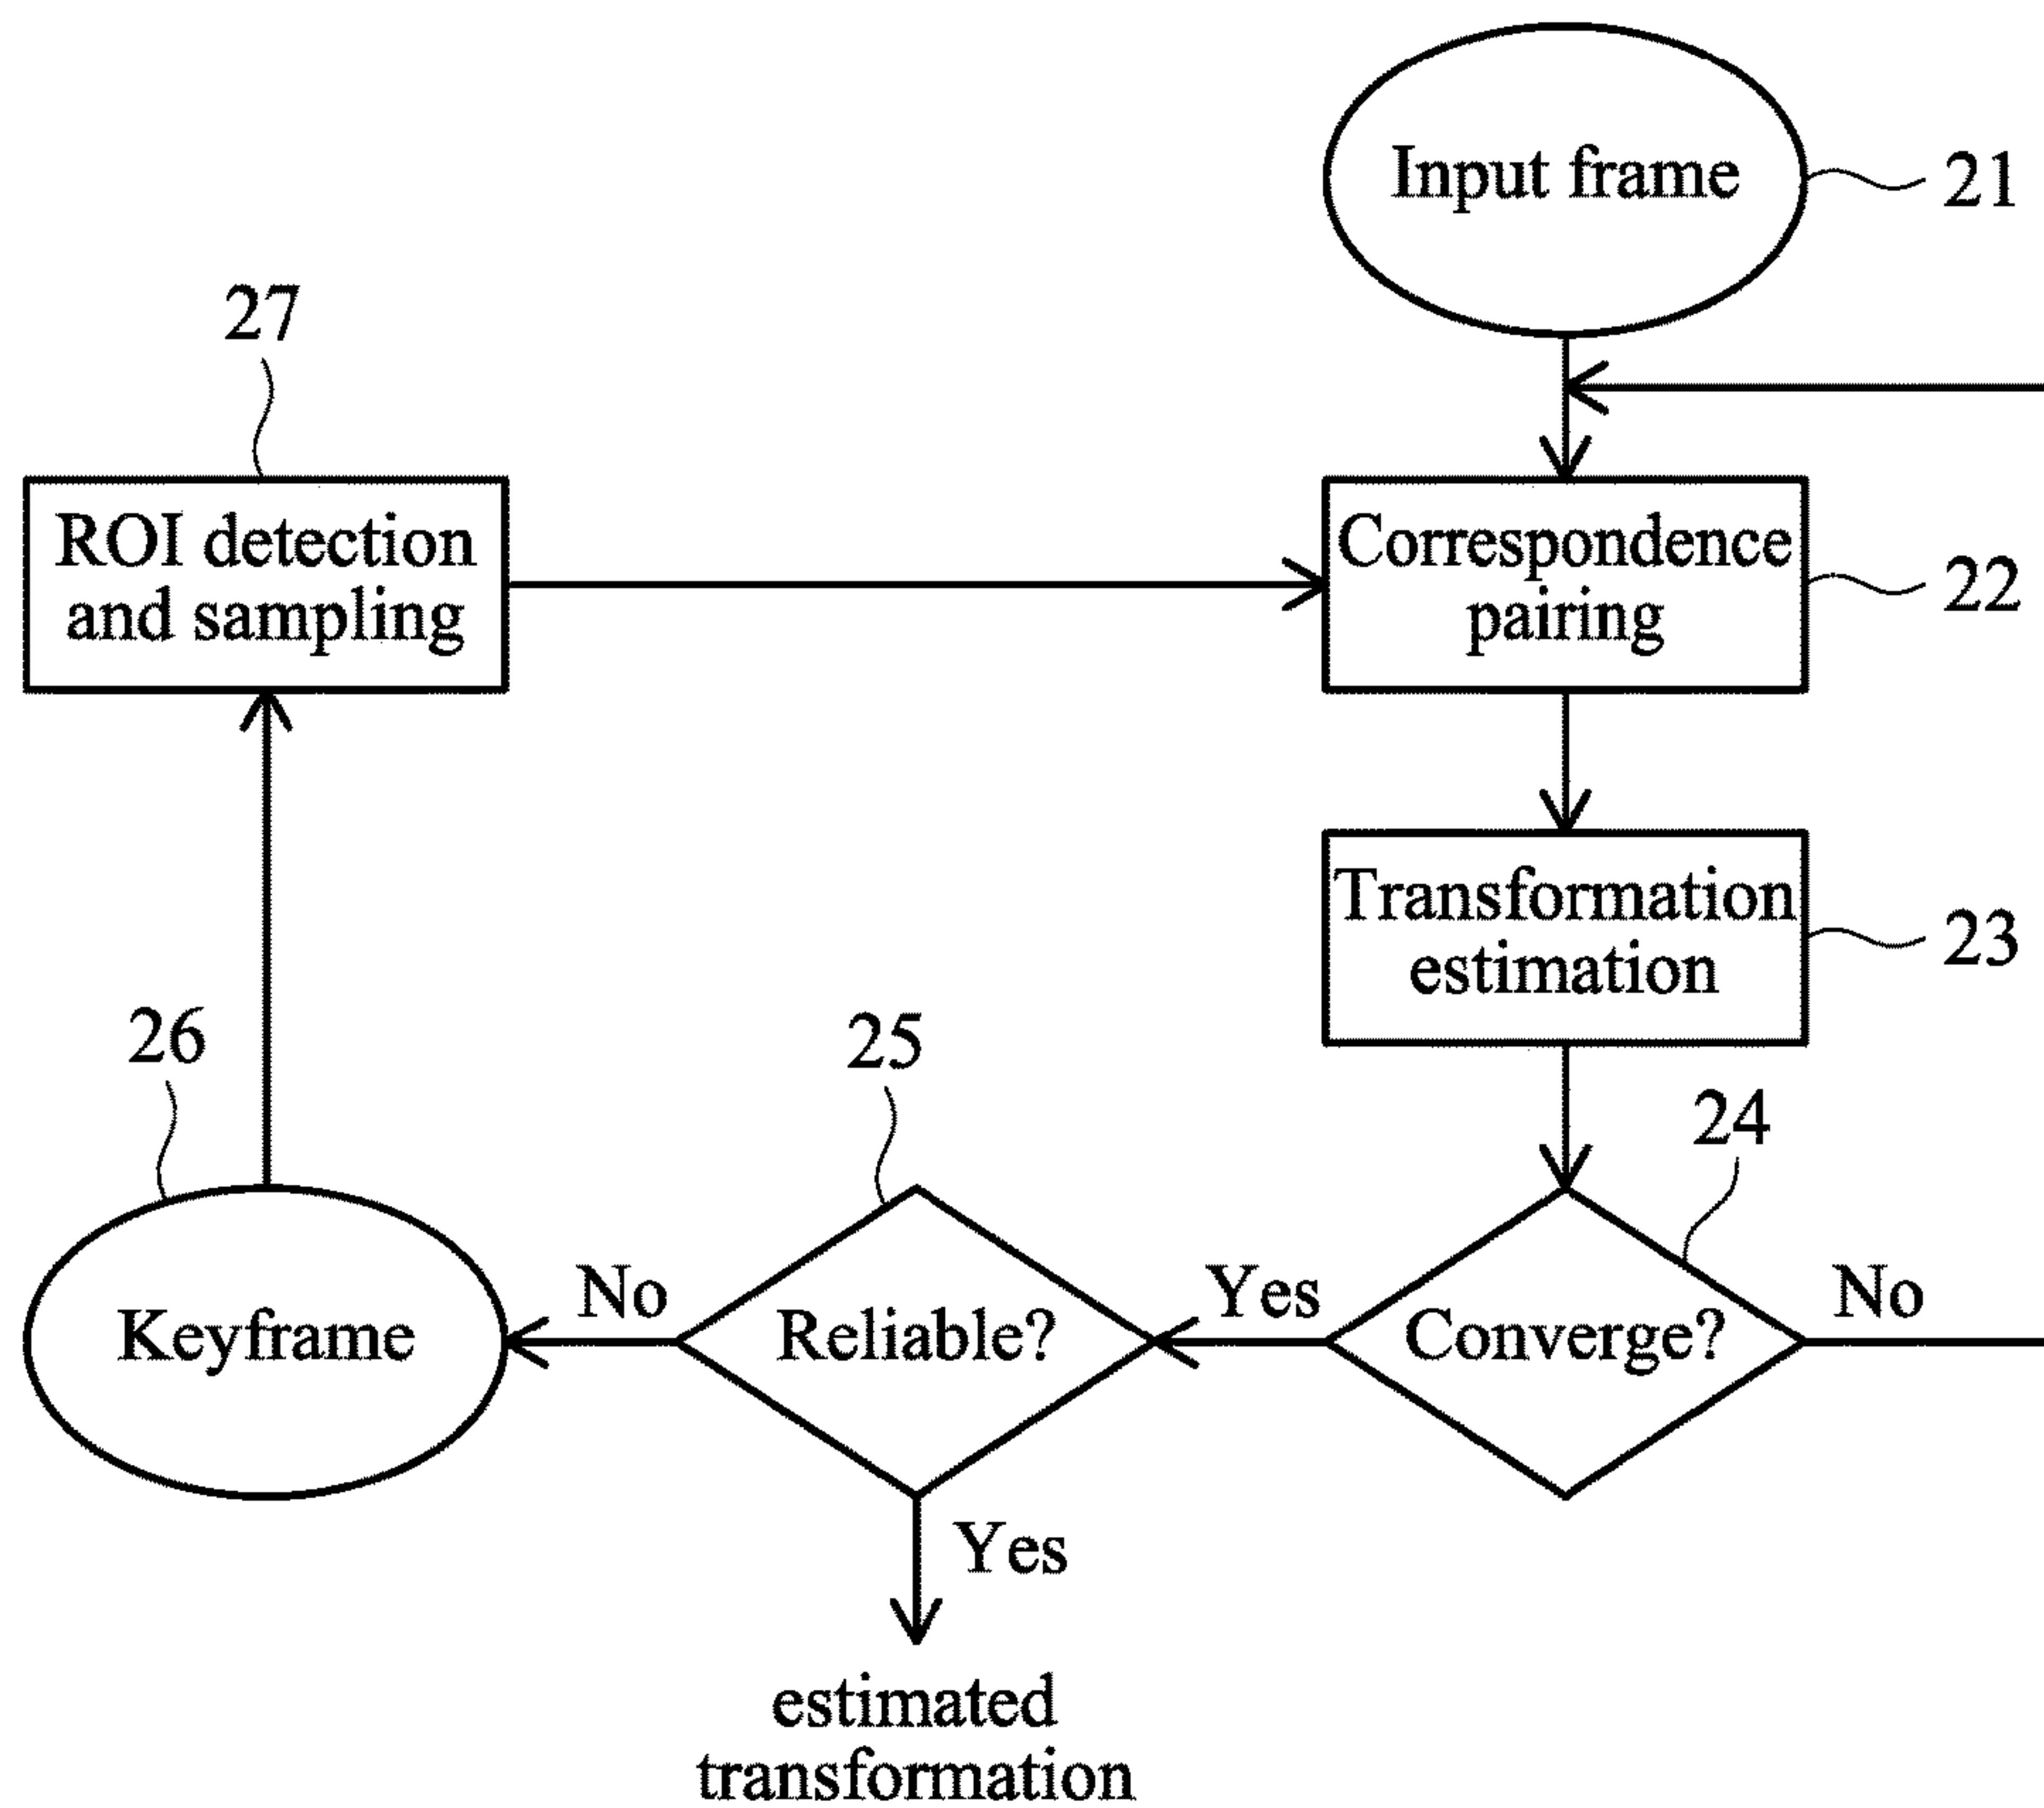 Input frame
21
27
ROI detection
and sampling
Correspondence
pairing
22
Transformation
estimation
23
26
25
24
Keyframe
No
Reliable?
Yes
Converge?
No
Yes
estimated
transformation